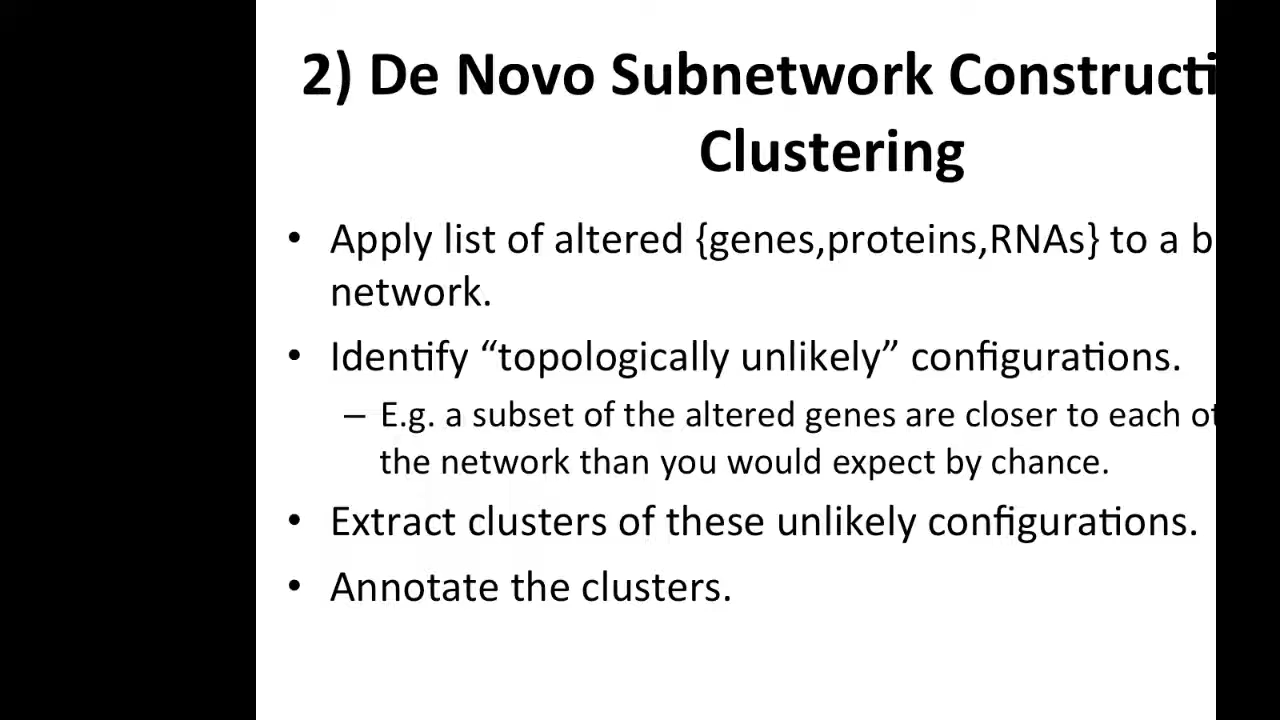 2) De Novo Subnetwork Constructi
Clustering
• Apply list of altered {genes,proteins,RNAs} to a b
network.
• Identify “topologically unlikely” configurations.
– E.g. a subset of the altered genes are closer to each ot
the network than you would expect by chance.
• Extract clusters of these unlikely configurations.
• Annotate the clusters.